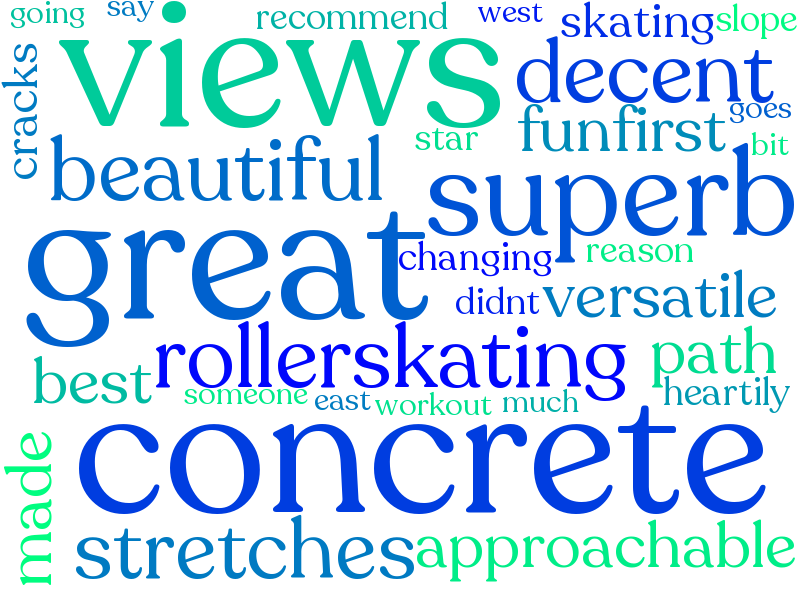 going say recommend west skating slope
views decent
cracks goes
star funfirst bit
beautiful superb
great changing reason
didnt versatile
rollerskating path
best someone east workout much heartily
concrete
made stretches approachable